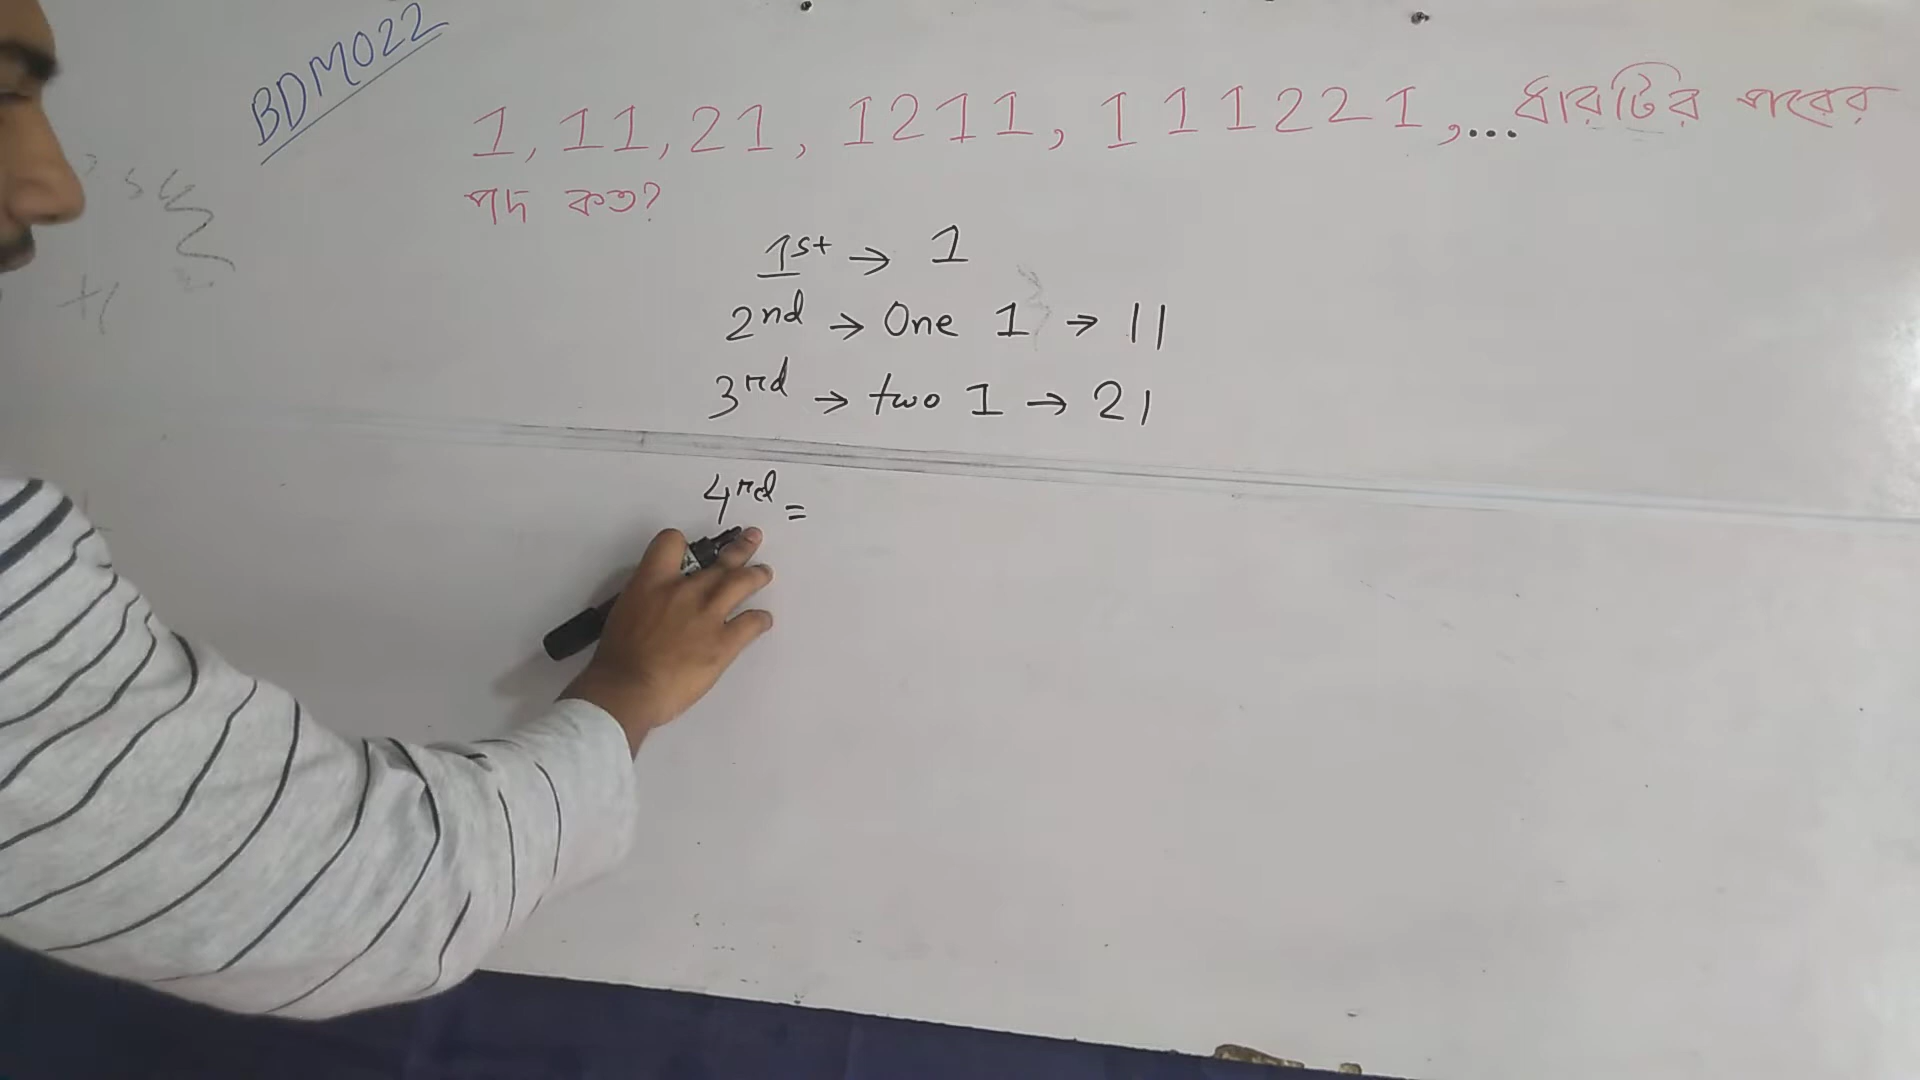 BDMO22
1, 11, 21, 1211, 111221,... ধারাটির পরের
পদ কত?
1st → 1
2nd → One 1 → 11
3rd → two 1 → 21
4rd =